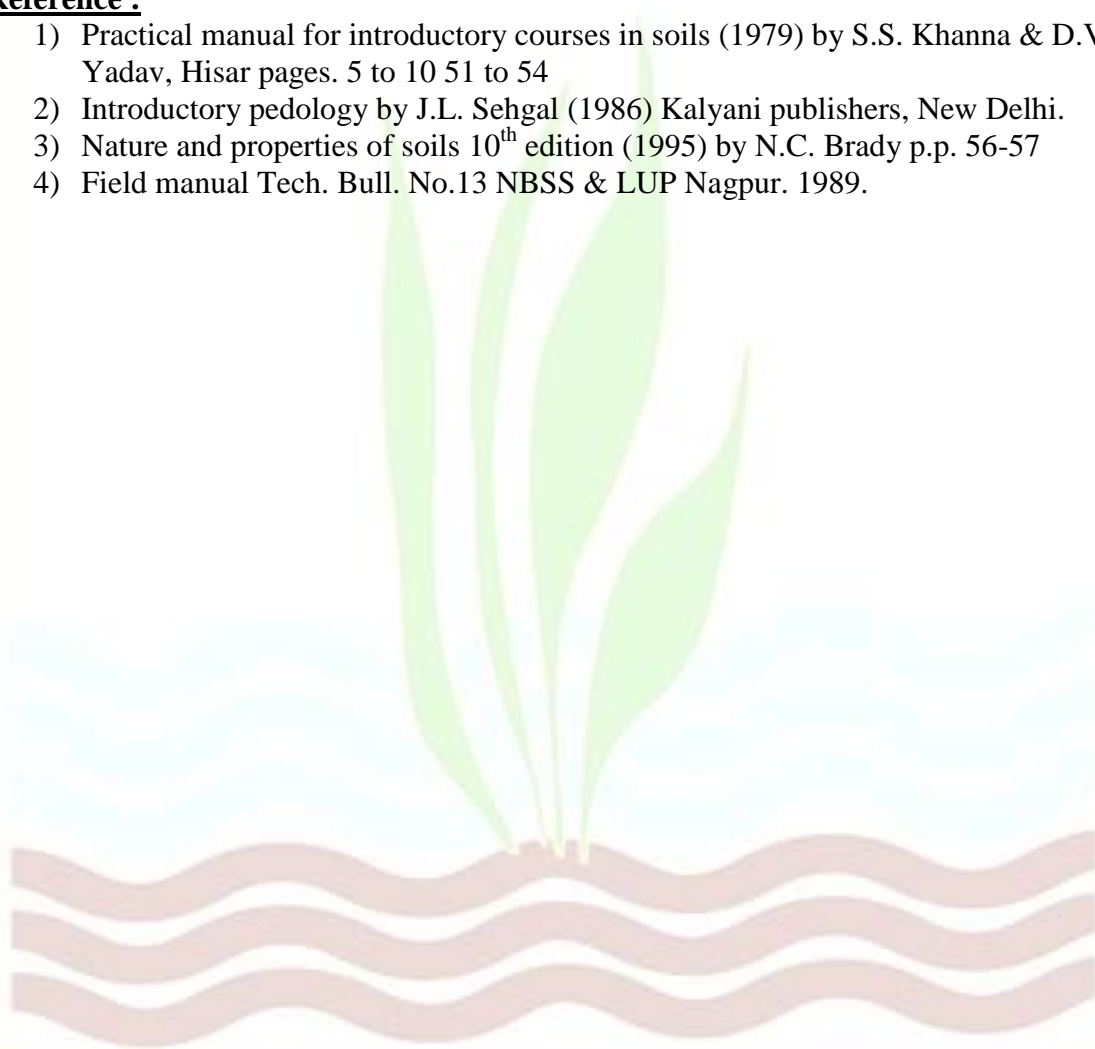 Reference :
1) Practical manual for introductory courses in soils (1979) by S.S. Khanna & D.V
Yadav, Hisar pages. 5 to 10 51 to 54
2) Introductory pedology by J.L. Sehgal (1986) Kalyani publishers, New Delhi.
3) Nature and properties of soils 10th edition (1995) by N.C. Brady p.p. 56-57
4) Field manual Tech. Bull. No.13 NBSS & LUP Nagpur. 1989.